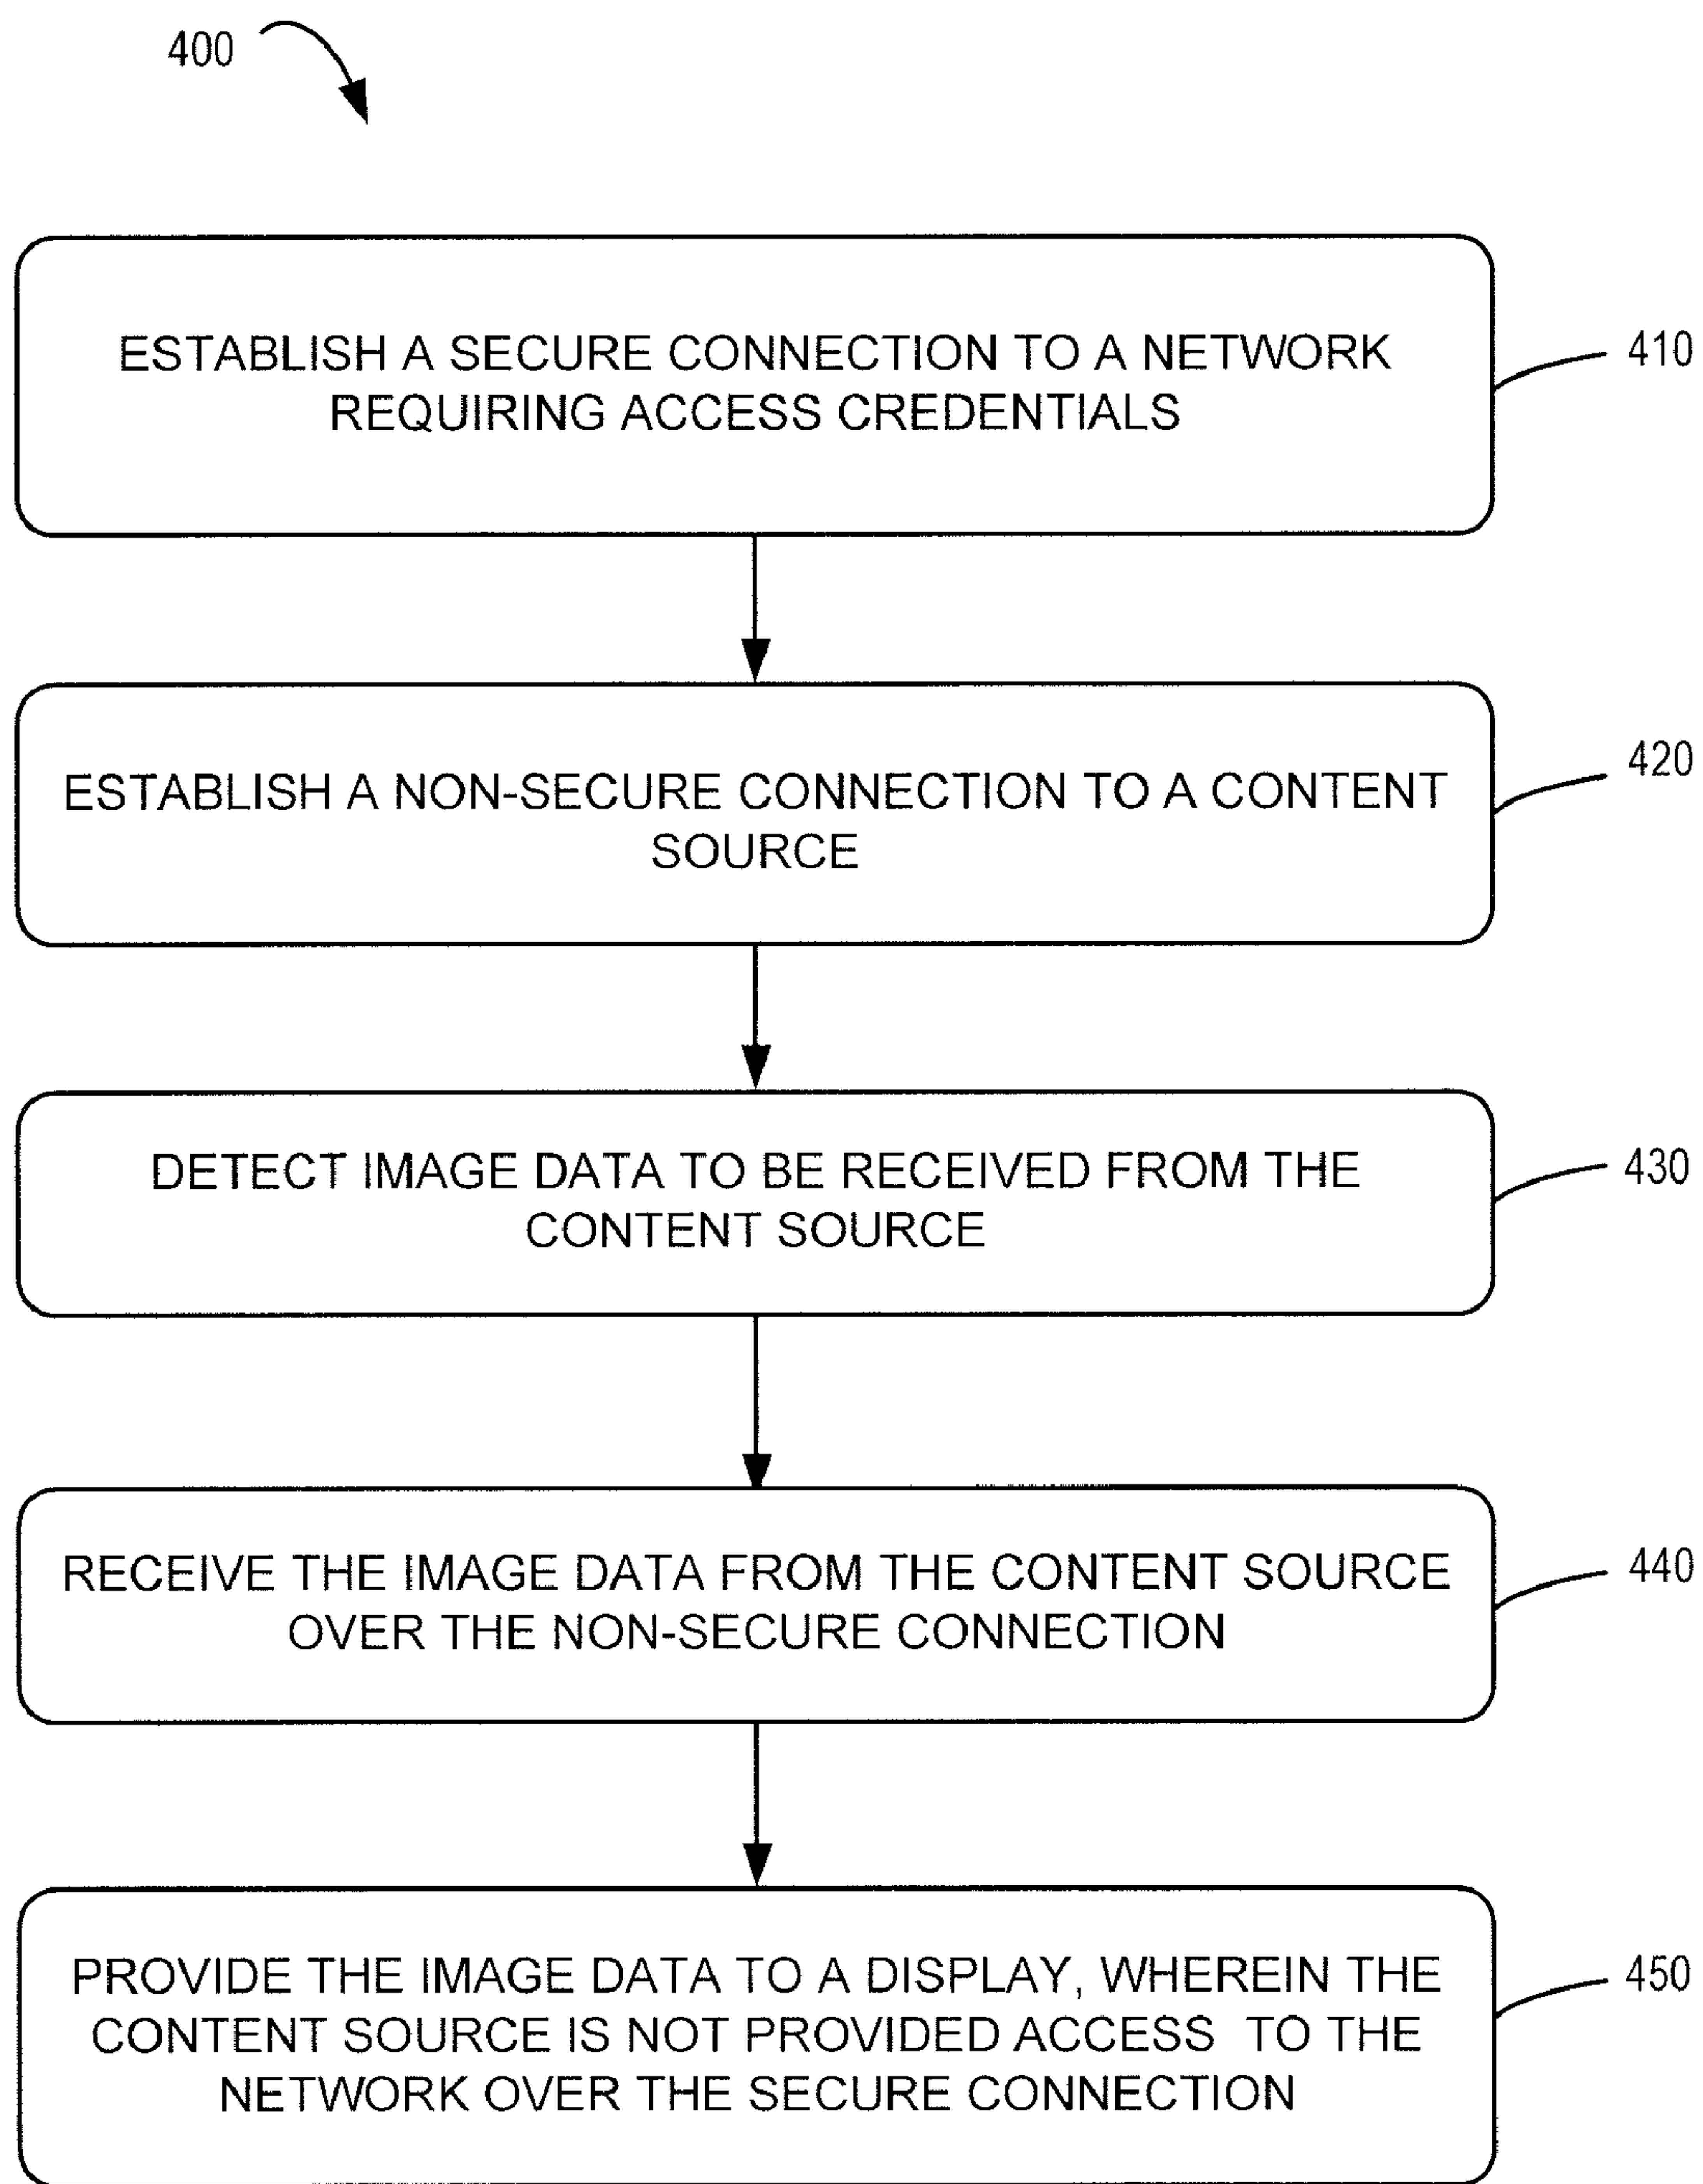 400
ESTABLISH A SECURE CONNECTION TO A NETWORK
REQUIRING ACCESS CREDENTIALS
410
ESTABLISH A NON-SECURE CONNECTION TO A CONTENT
SOURCE
420
DETECT IMAGE DATA TO BE RECEIVED FROM THE
CONTENT SOURCE
430
RECEIVE THE IMAGE DATA FROM THE CONTENT SOURCE
OVER THE NON-SECURE CONNECTION
440
PROVIDE THE IMAGE DATA TO A DISPLAY, WHEREIN THE
CONTENT SOURCE IS NOT PROVIDED ACCESS TO THE
NETWORK OVER THE SECURE CONNECTION
450